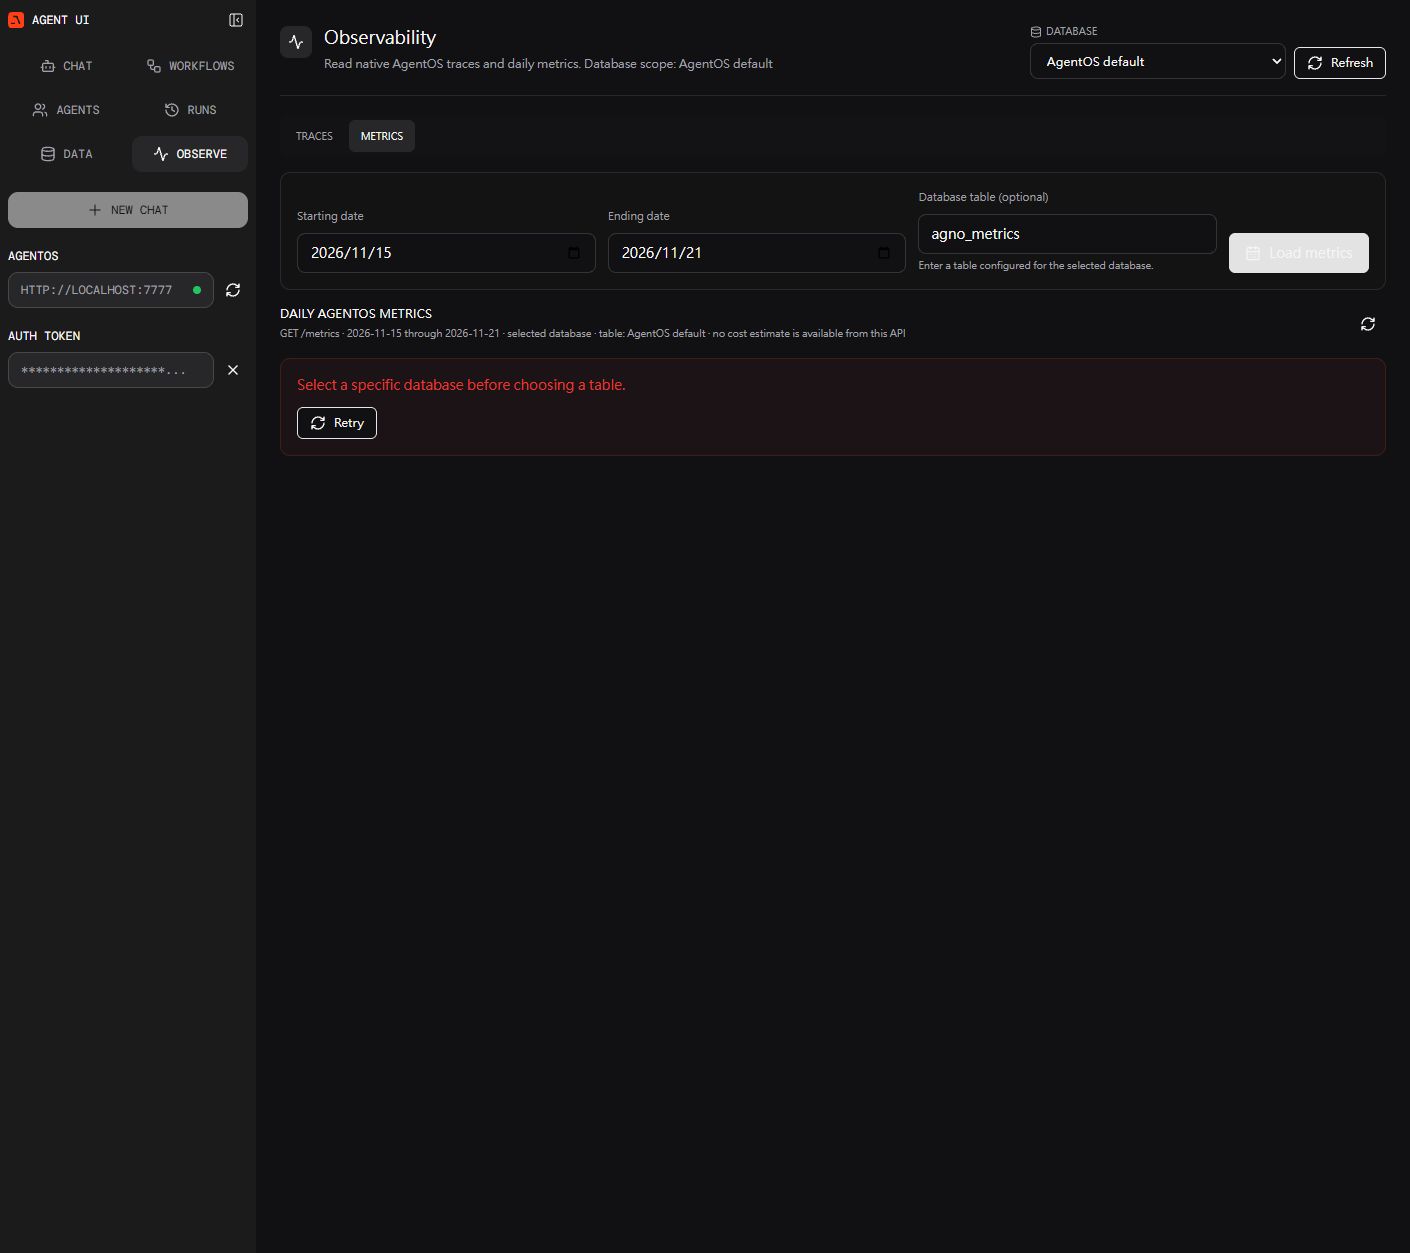 AGENT UI
CHAT
WORKFLOWS
AGENTS
RUNS
DATA
OBSERVE
NEW CHAT
AGENTOS
HTTP://LOCALHOST:7777
AUTH TOKEN
********************...
Observability
Read native AgentOS traces and daily metrics. Database scope: AgentOS default
DATABASE
AgentOS default
Refresh
TRACES
METRICS
Starting date
2026/11/15
Ending date
2026/11/21
Database table (optional)
agno_metrics
Enter a table configured for the selected database.
Load metrics
DAILY AGENTOS METRICS
GET /metrics · 2026-11-15 through 2026-11-21 · selected database · table: AgentOS default · no cost estimate is available from this API
Select a specific database before choosing a table.
Retry